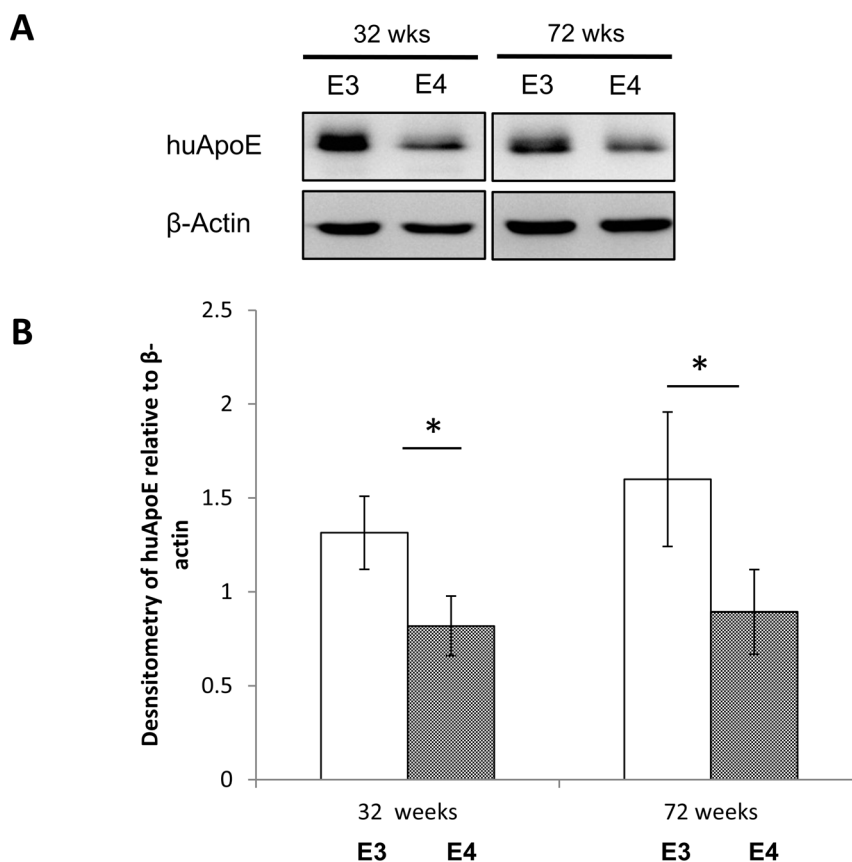 A
32 wks 72 wks
E3 E4 E3 E4
huApoE
β-Actin
B
Desnsitometry of huApoE relative to β-
actin
2.5
2
1.5
1
0.5
0
*
*
32 weeks 72 weeks
E3 E4 E3 E4